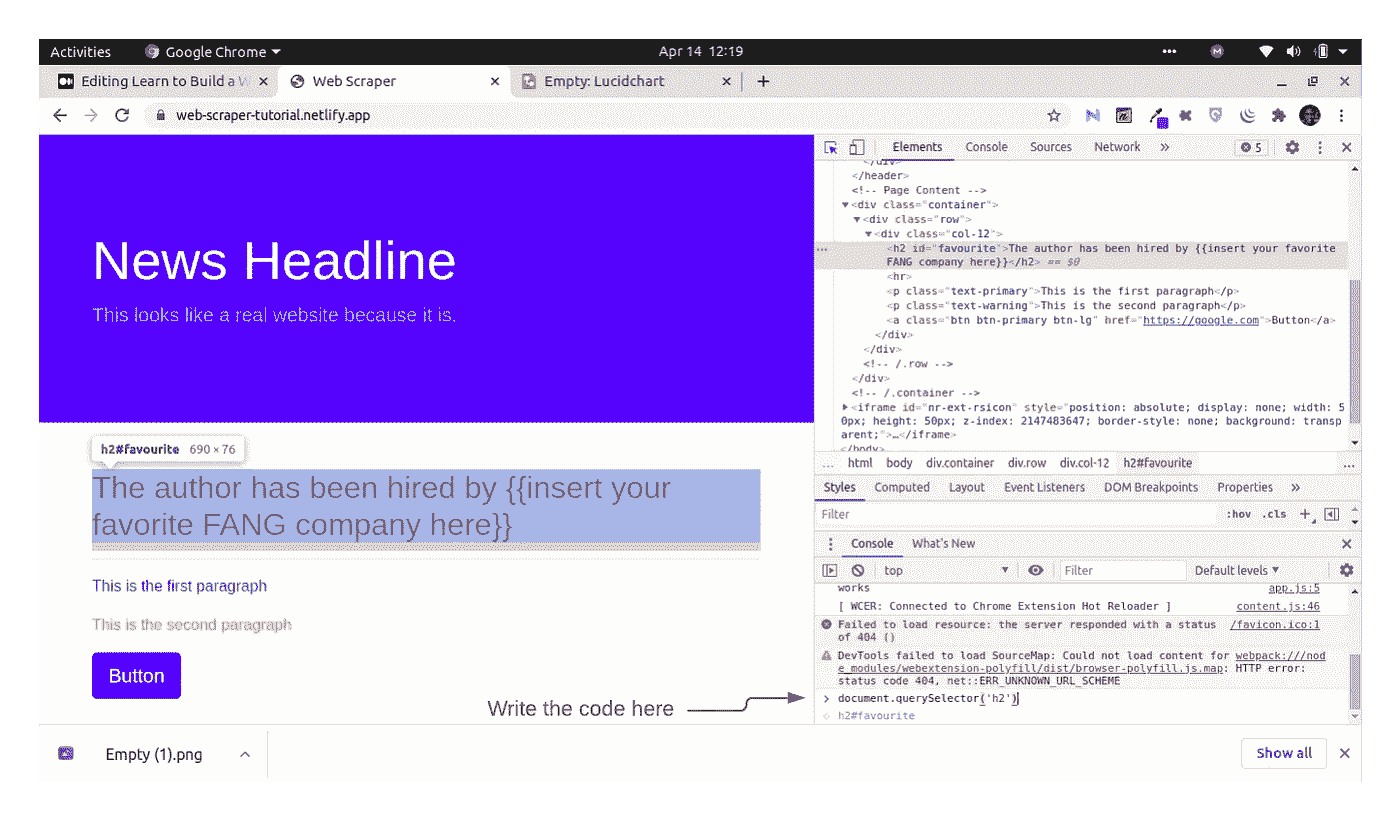 Activities Google Chrome Apr 14 12:19
Editing Learn to Build a W Web Scraper Empty: Lucidchart
web-scraper-tutorial.netlify.app
News Headline
This looks like a real website because it is.
h2#favourite 690 × 76
The author has been hired by {{insert your
favorite FANG company here}}
This is the first paragraph
This is the second paragraph
Button
Write the code here
Elements Console Sources Network » 5
</div>
</header>
<!-- Page Content -->
<div class="container">
<div class="row">
<div class="col-12">
<h2 id="favourite">The author has been hired by {{insert your favorite
FANG company here}}</h2> == $0
<hr>
<p class="text-primary">This is the first paragraph</p>
<p class="text-warning">This is the second paragraph</p>
<a class="btn btn-primary btn-lg" href="https://google.com">Button</a>
</div>
</div>
<!-- /.row -->
</div>
<!-- /.container -->
<iframe id="nr-ext-rsicon" style="position: absolute; display: none; width: 5
0px; height: 50px; z-index: 2147483647; border-style: none; background: transp
arent;">…</iframe>
</body>
... html body div.container div.row div.col-12 h2#favourite ...
Styles Computed Layout Event Listeners DOM Breakpoints Properties »
Filter :hov .cls +
Console What's New
top Filter Default levels
works app.js:5
[ WCER: Connected to Chrome Extension Hot Reloader ] content.js:46
Failed to load resource: the server responded with a status /favicon.ico:1
of 404 ()
DevTools failed to load SourceMap: Could not load content for webpack:///nod
e_modules/webextension-polyfill/dist/browser-polyfill.js.map: HTTP error:
status code 404, net::ERR_UNKNOWN_URL_SCHEME
> document.querySelector('h2')
h2#favourite
Empty (1).png Show all